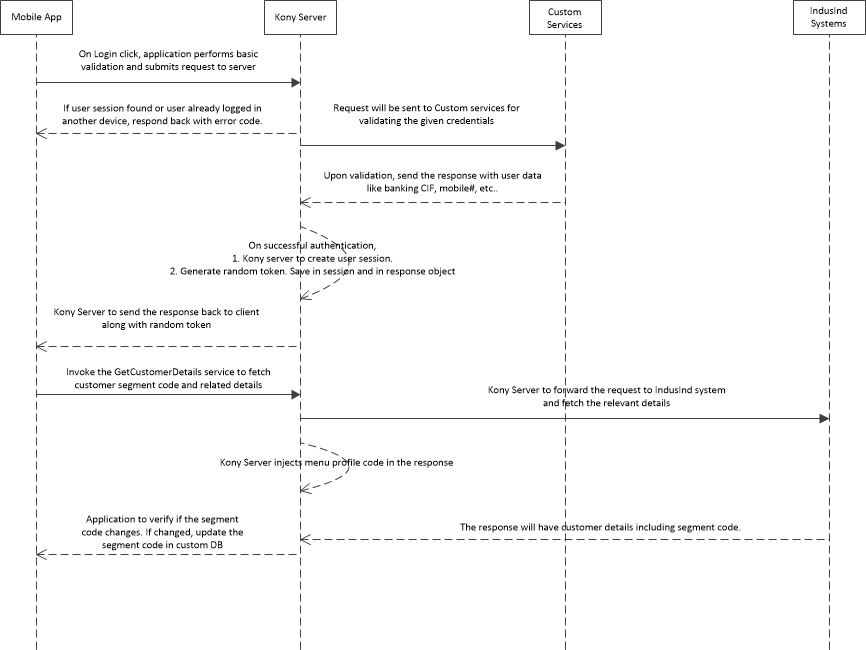 Mobile App
Kony Server
Custom
Services
IndusInd
Systems
On Login click, application performs basic
validation and submits request to server
If user session found or user already logged in
another device, respond back with error code.
Request will be sent to Custom services for
validating the given credentials
Upon validation, send the response with user data
like banking CIF, mobile#, etc..
On successful authentication,
1. Kony server to create user session.
2. Generate random token. Save in session and in response object
Kony Server to send the response back to client
along with random token
Invoke the GetCustomerDetails service to fetch
customer segment code and related details
Kony Server to forward the request to IndusInd system
and fetch the relevant details
Kony Server injects menu profile code in the response
Application to verify if the segment
code changes. If changed, update the
segment code in custom DB
The response will have customer details including segment code.